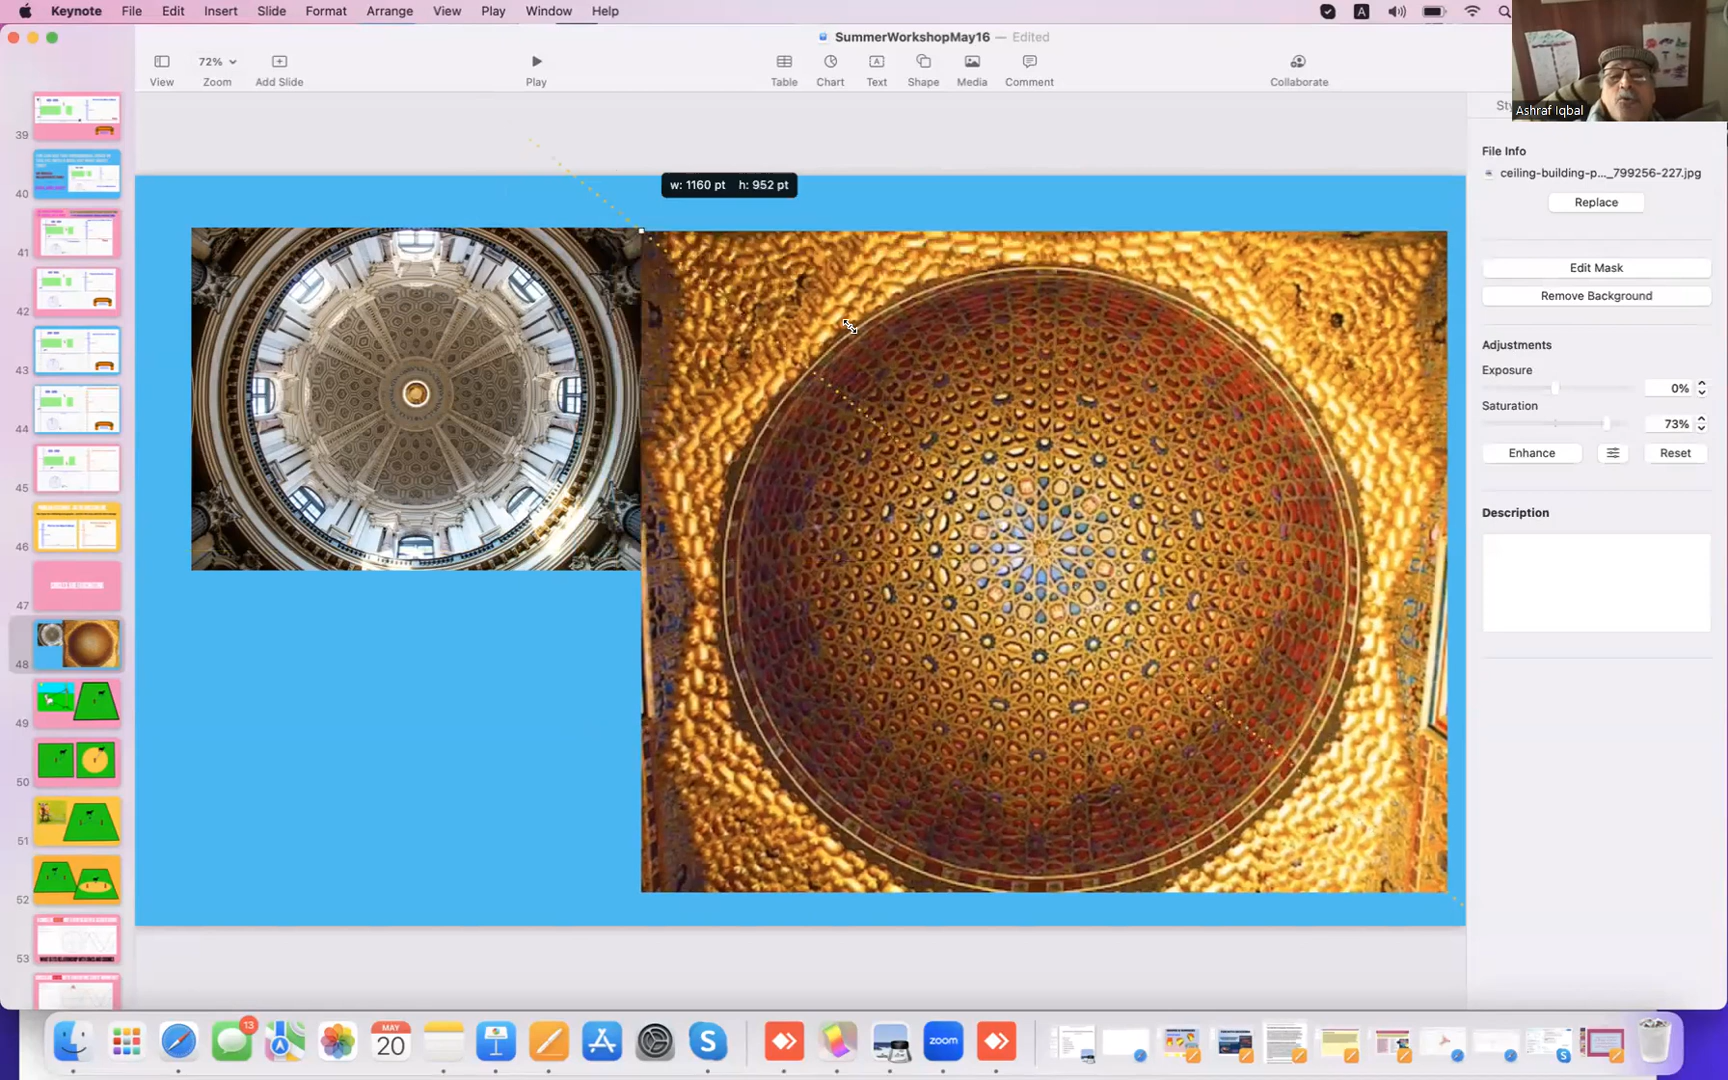 Keynote File Edit Insert Slide Format Arrange View Play Window Help
A
SummerWorkshopMay16 — Edited
72%
View Zoom Add Slide Play Table Chart Text Shape Media Comment Collaborate
Ashraf Iqbal
w: 1160 pt h: 952 pt
File Info
ceiling-building-p..._799256-227.jpg
Replace
Edit Mask
Remove Background
Adjustments
Exposure
0%
Saturation
73%
Enhance Reset
Description
39
40
41
42
43
44
45
46
47
48
49
50
51
52
53
13
MAY
20
zoom